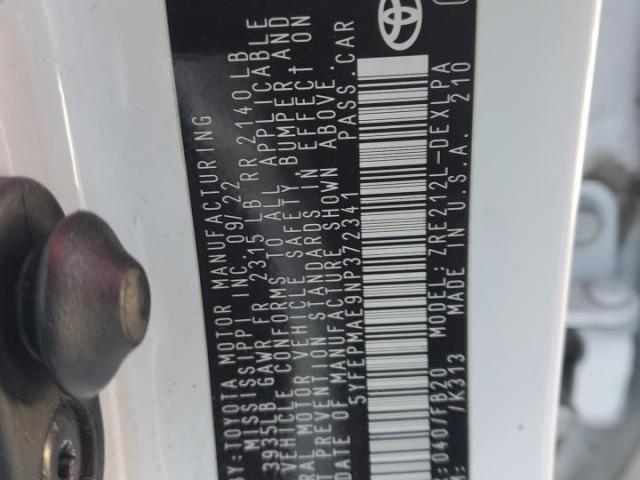 BY: TOYOTA MOTOR MANUFACTURING
MISSISSIPPI INC. 09/22
3935LB GAWR FR 2315 LB RR 2140 LB
VEHICLE CONFORMS TO ALL APPLICABLE
RAL MOTOR VEHICLE SAFETY BUMPER AND
T PREVENTION STANDARDS IN EFFECT ON
DATE OF MANUFACTURE SHOWN ABOVE.
5YFEPMAE9NP372341 PASS.CAR
: 040/FB20 MODEL: ZRE212L-DEXLPA
M: /K313 MADE IN U.S.A. 210